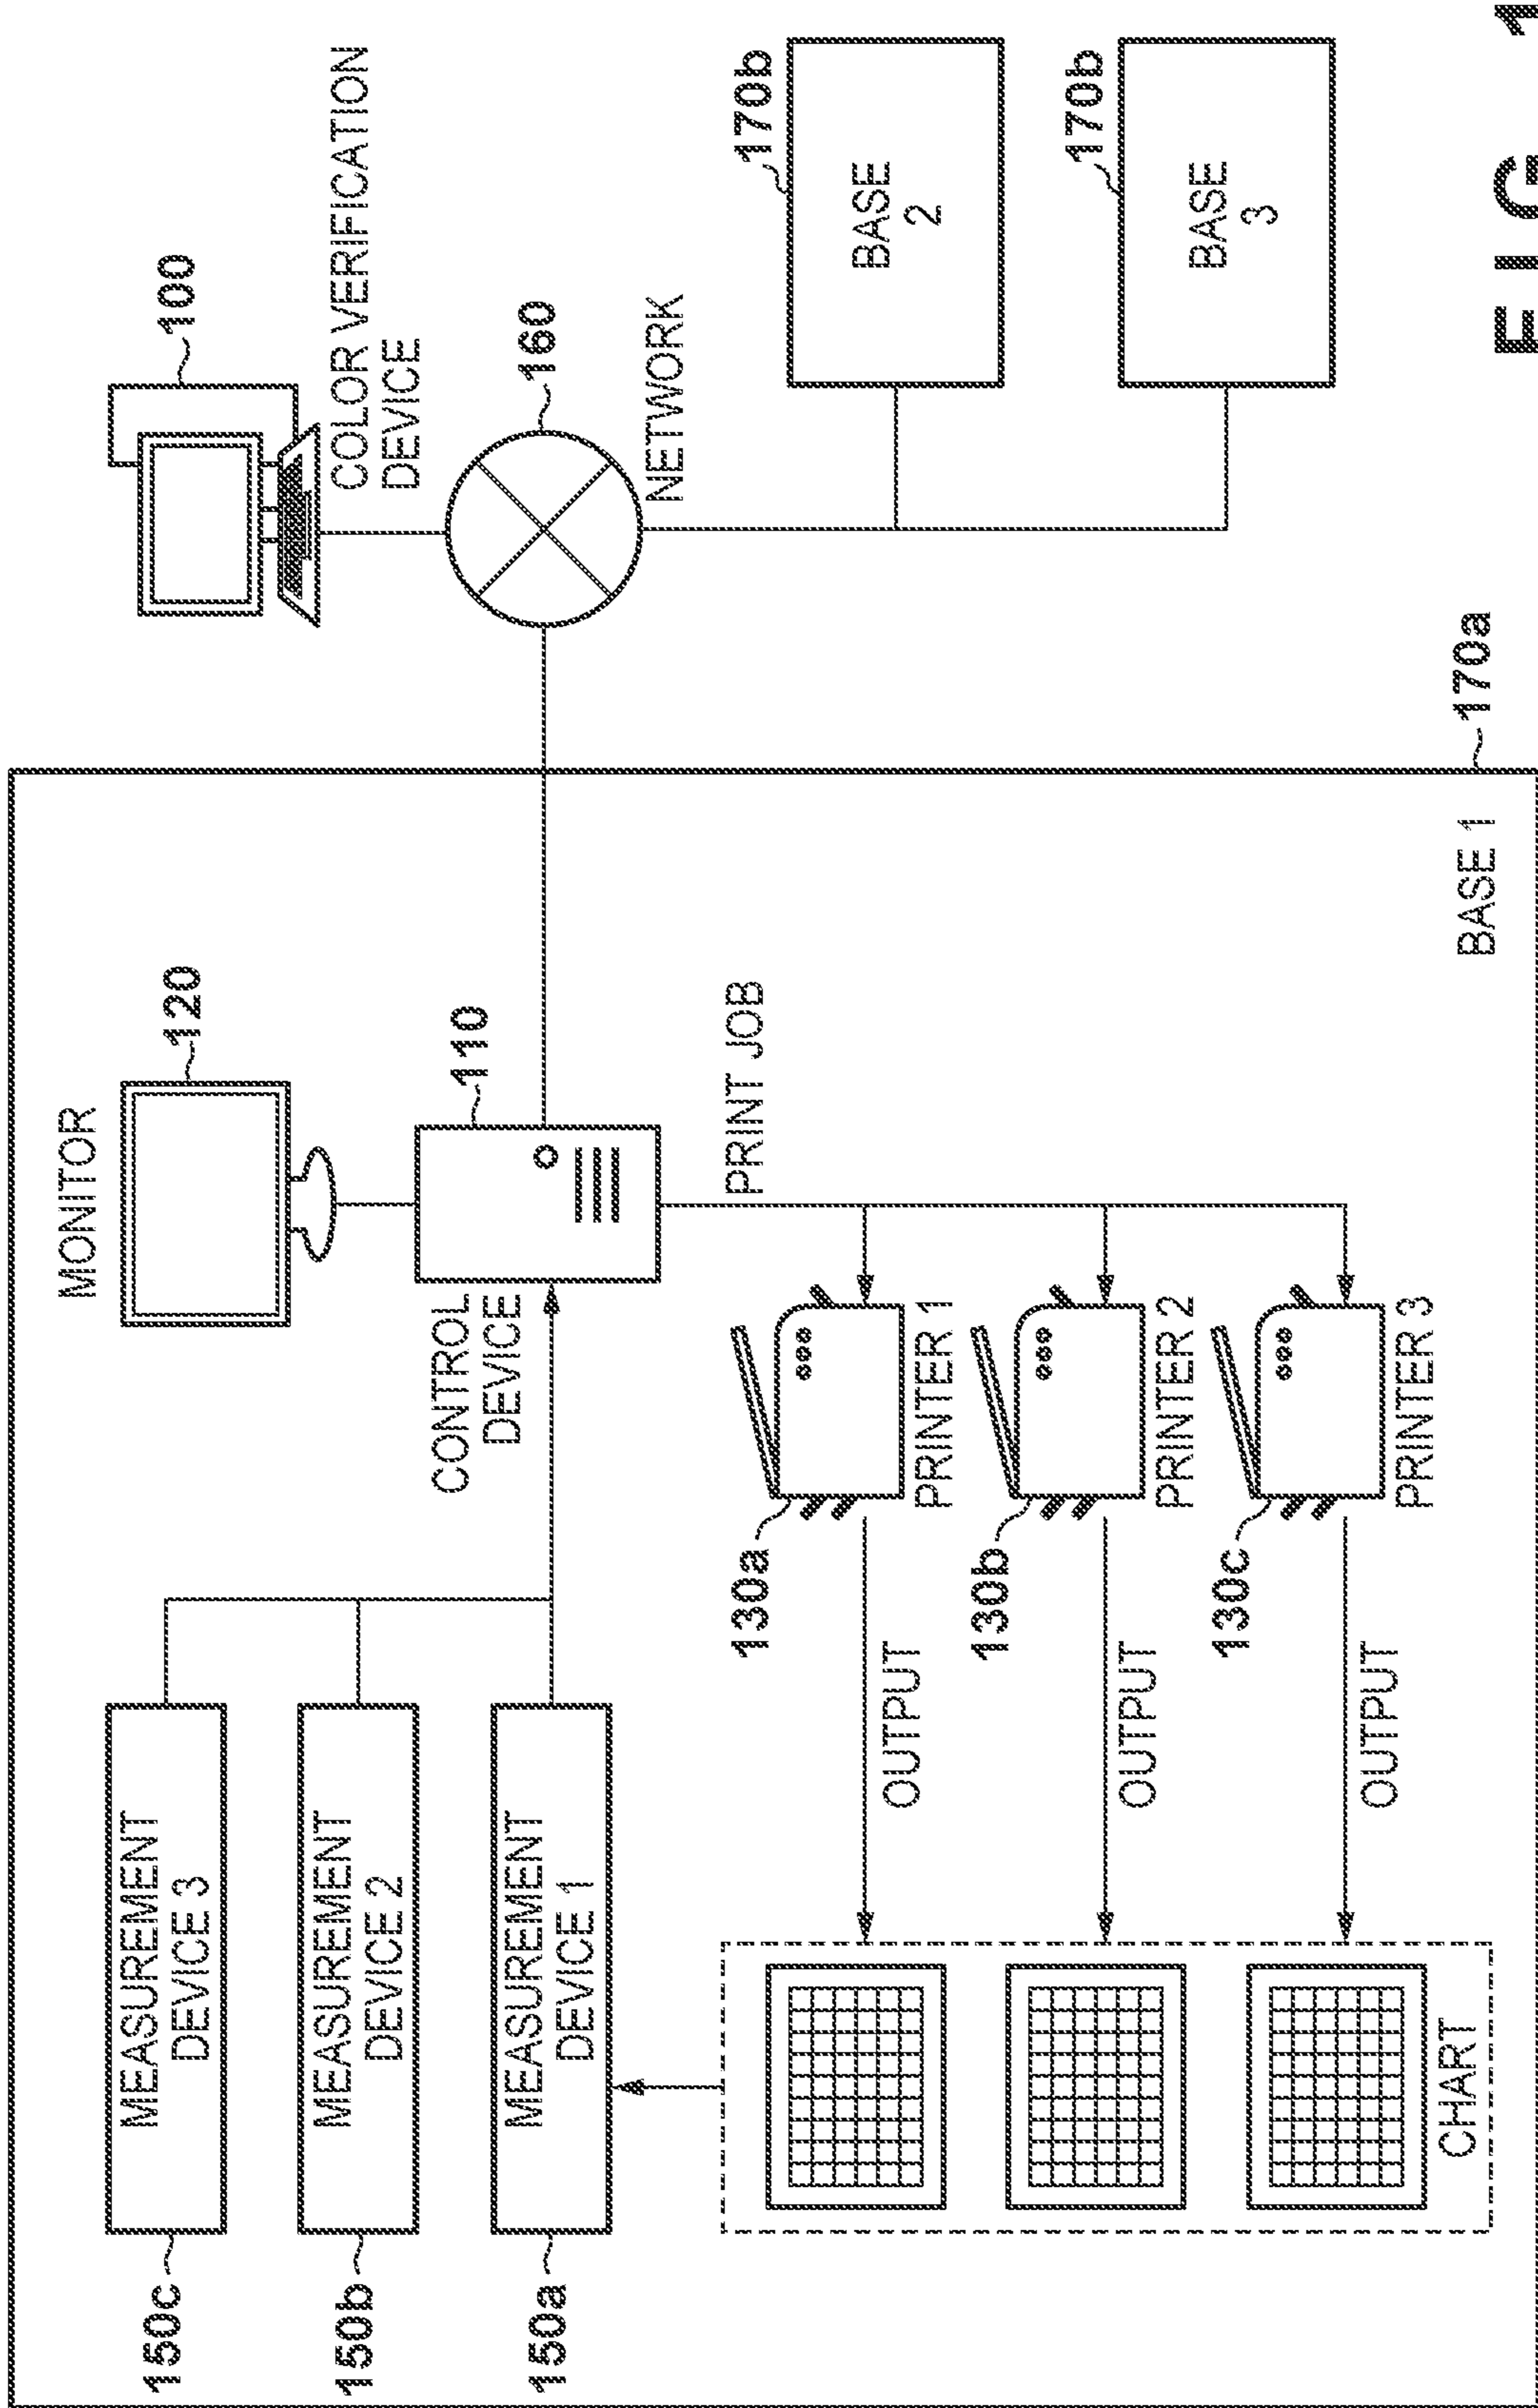 100
COLOR VERIFICATION
DEVICE
160
NETWORK
170b
BASE
2
170b
BASE
3
MONITOR
120
CONTROL
DEVICE
110
PRINT JOB
150c
MEASUREMENT
DEVICE 3
150b
MEASUREMENT
DEVICE 2
150a
MEASUREMENT
DEVICE 1
130a
PRINTER 1
OUTPUT
130b
PRINTER 2
OUTPUT
130c
PRINTER 3
OUTPUT
CHART
BASE 1
170a
FIG 1